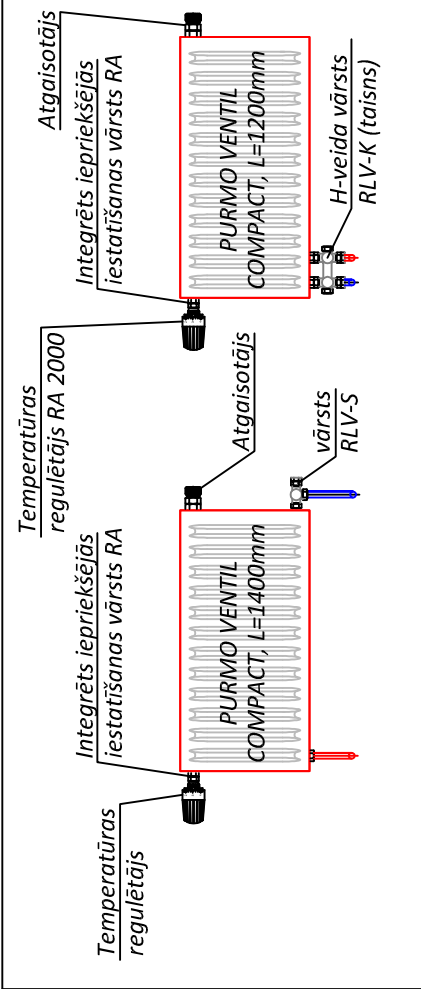 Temperatūras
regulētājs
Integrēts iepriekšējās
iestatīšanas vārsts RA
PURMO VENTIL
COMPACT, L=1400mm
Atgaisotājs
vārsts
RLV-S
Temperatūras
regulētājs RA 2000
Integrēts iepriekšējās
iestatīšanas vārsts RA
Atgaisotājs
PURMO VENTIL
COMPACT, L=1200mm
H-veida vārsts
RLV-K (taisns)